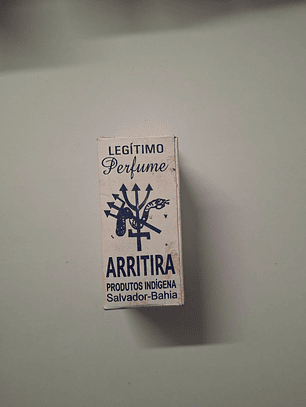 LEGÍTIMO
Perfume
ARRITIRA
PRODUTOS INDÍGENA
Salvador-Bahia